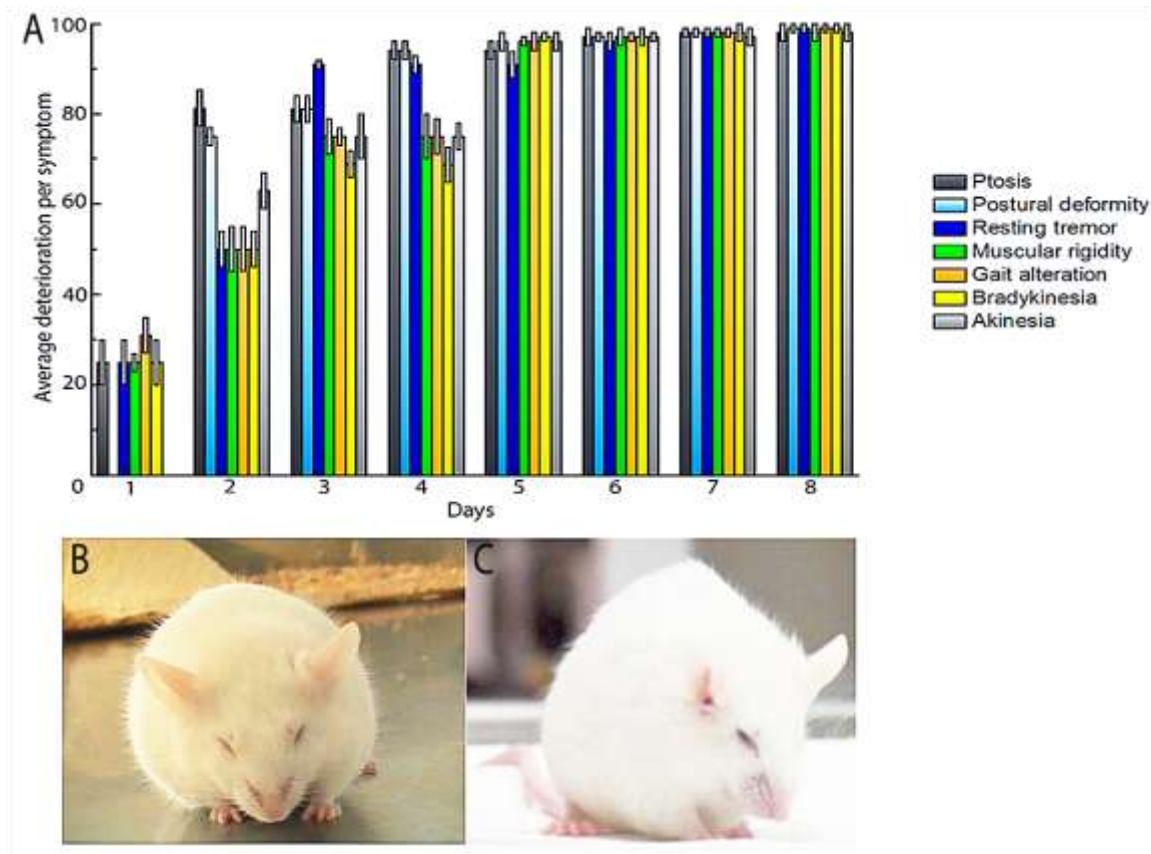 A
Average deterioration per symptom
100
80
60
40
20
0
1 2 3 4 5 6 7 8
Days
Ptosis
Postural deformity
Resting tremor
Muscular rigidity
Gait alteration
Bradykinesia
Akinesia
B
C